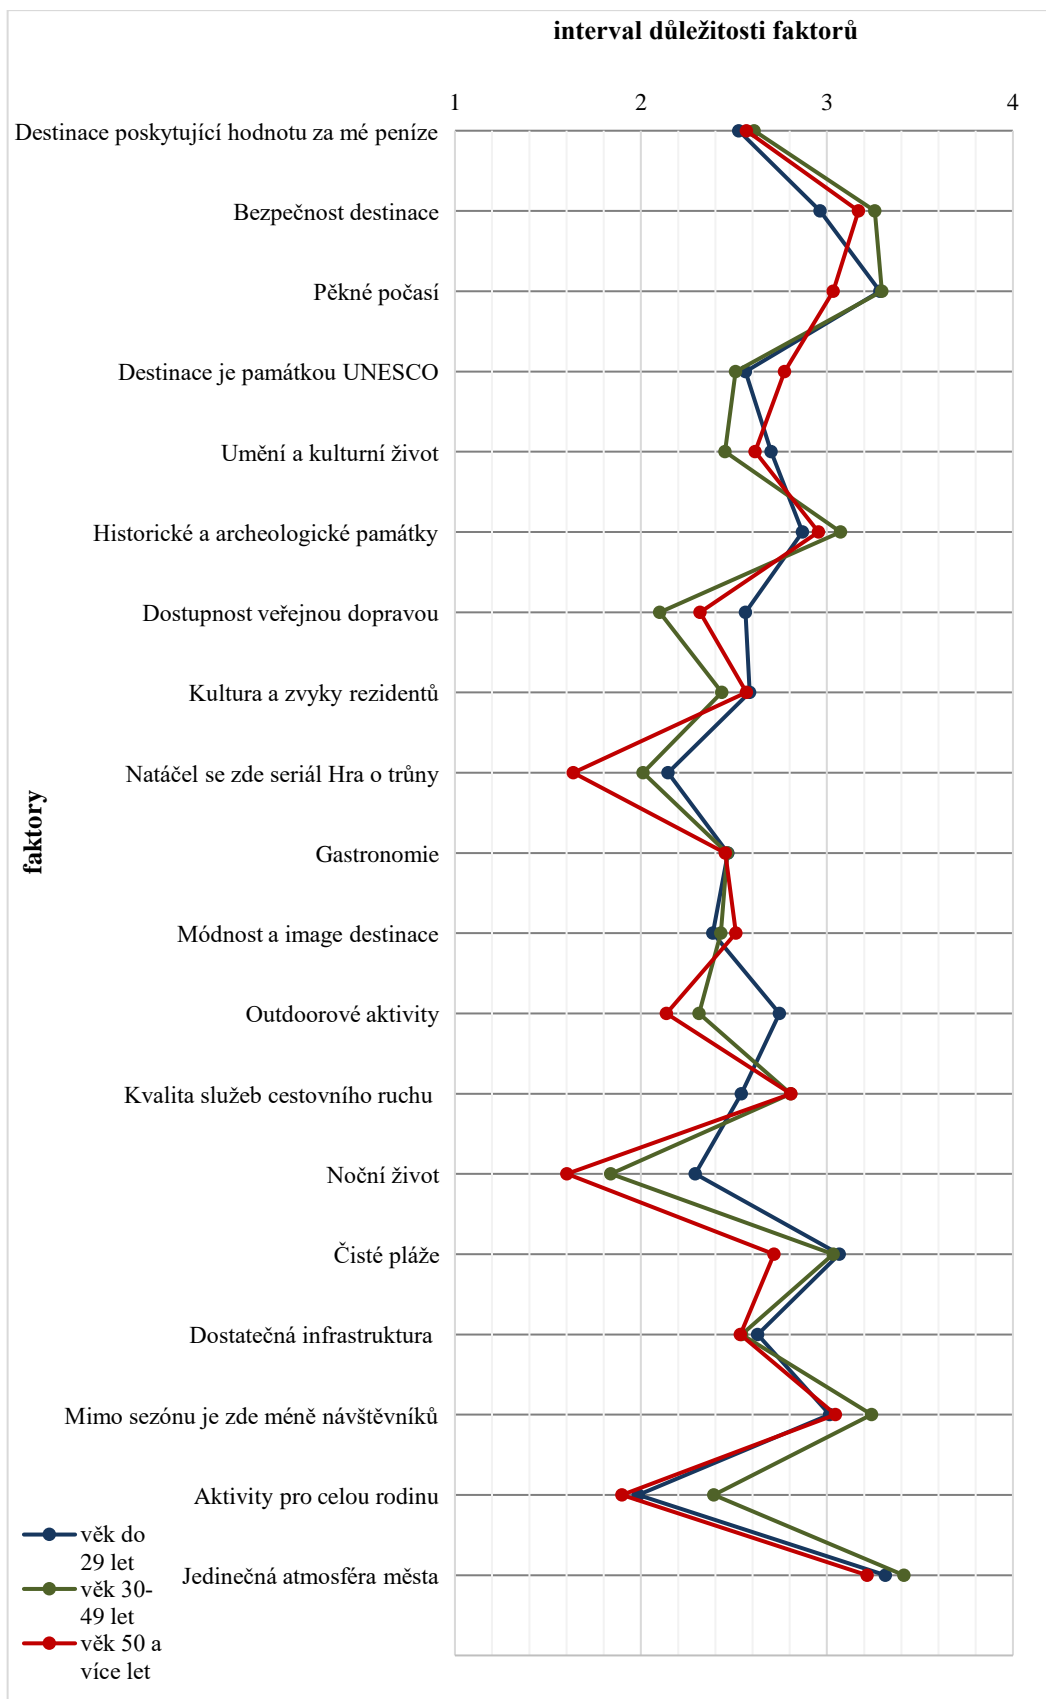 interval důležitosti faktorů
1 2 3 4
Destinace poskytující hodnotu za mé peníze
Bezpečnost destinace
Pěkné počasí
Destinace je památkou UNESCO
Umění a kulturní život
Historické a archeologické památky
Dostupnost veřejnou dopravou
Kultura a zvyky rezidentů
Natáčel se zde seriál Hra o trůny
faktory
Gastronomie
Módnost a image destinace
Outdoorové aktivity
Kvalita služeb cestovního ruchu
Noční život
Čisté pláže
Dostatečná infrastruktura
Mimo sezónu je zde méně návštěvníků
Aktivity pro celou rodinu
Jedinečná atmosféra města
věk do
29 let
věk 30-
49 let
věk 50 a
více let